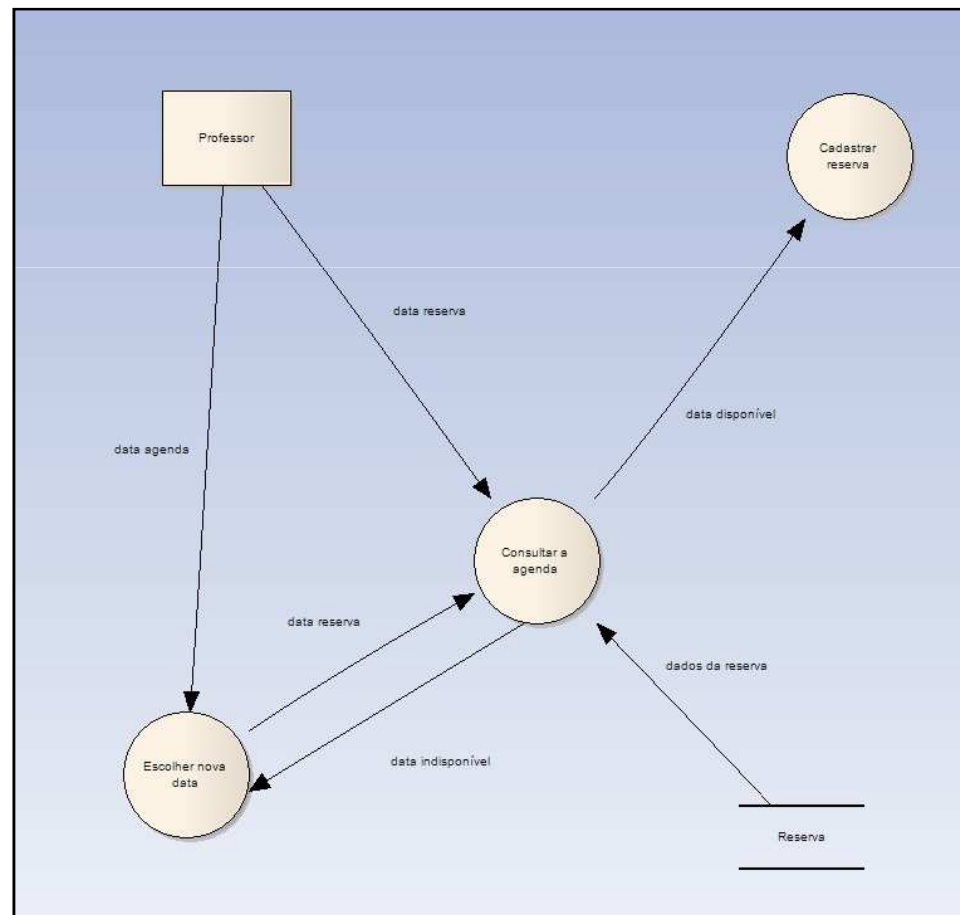 Professor
Cadastrar
reserva
data reserva
data disponível
data agenda
Consultar a
agenda
data reserva
dados da reserva
data indisponível
Escolher nova
data
Reserva